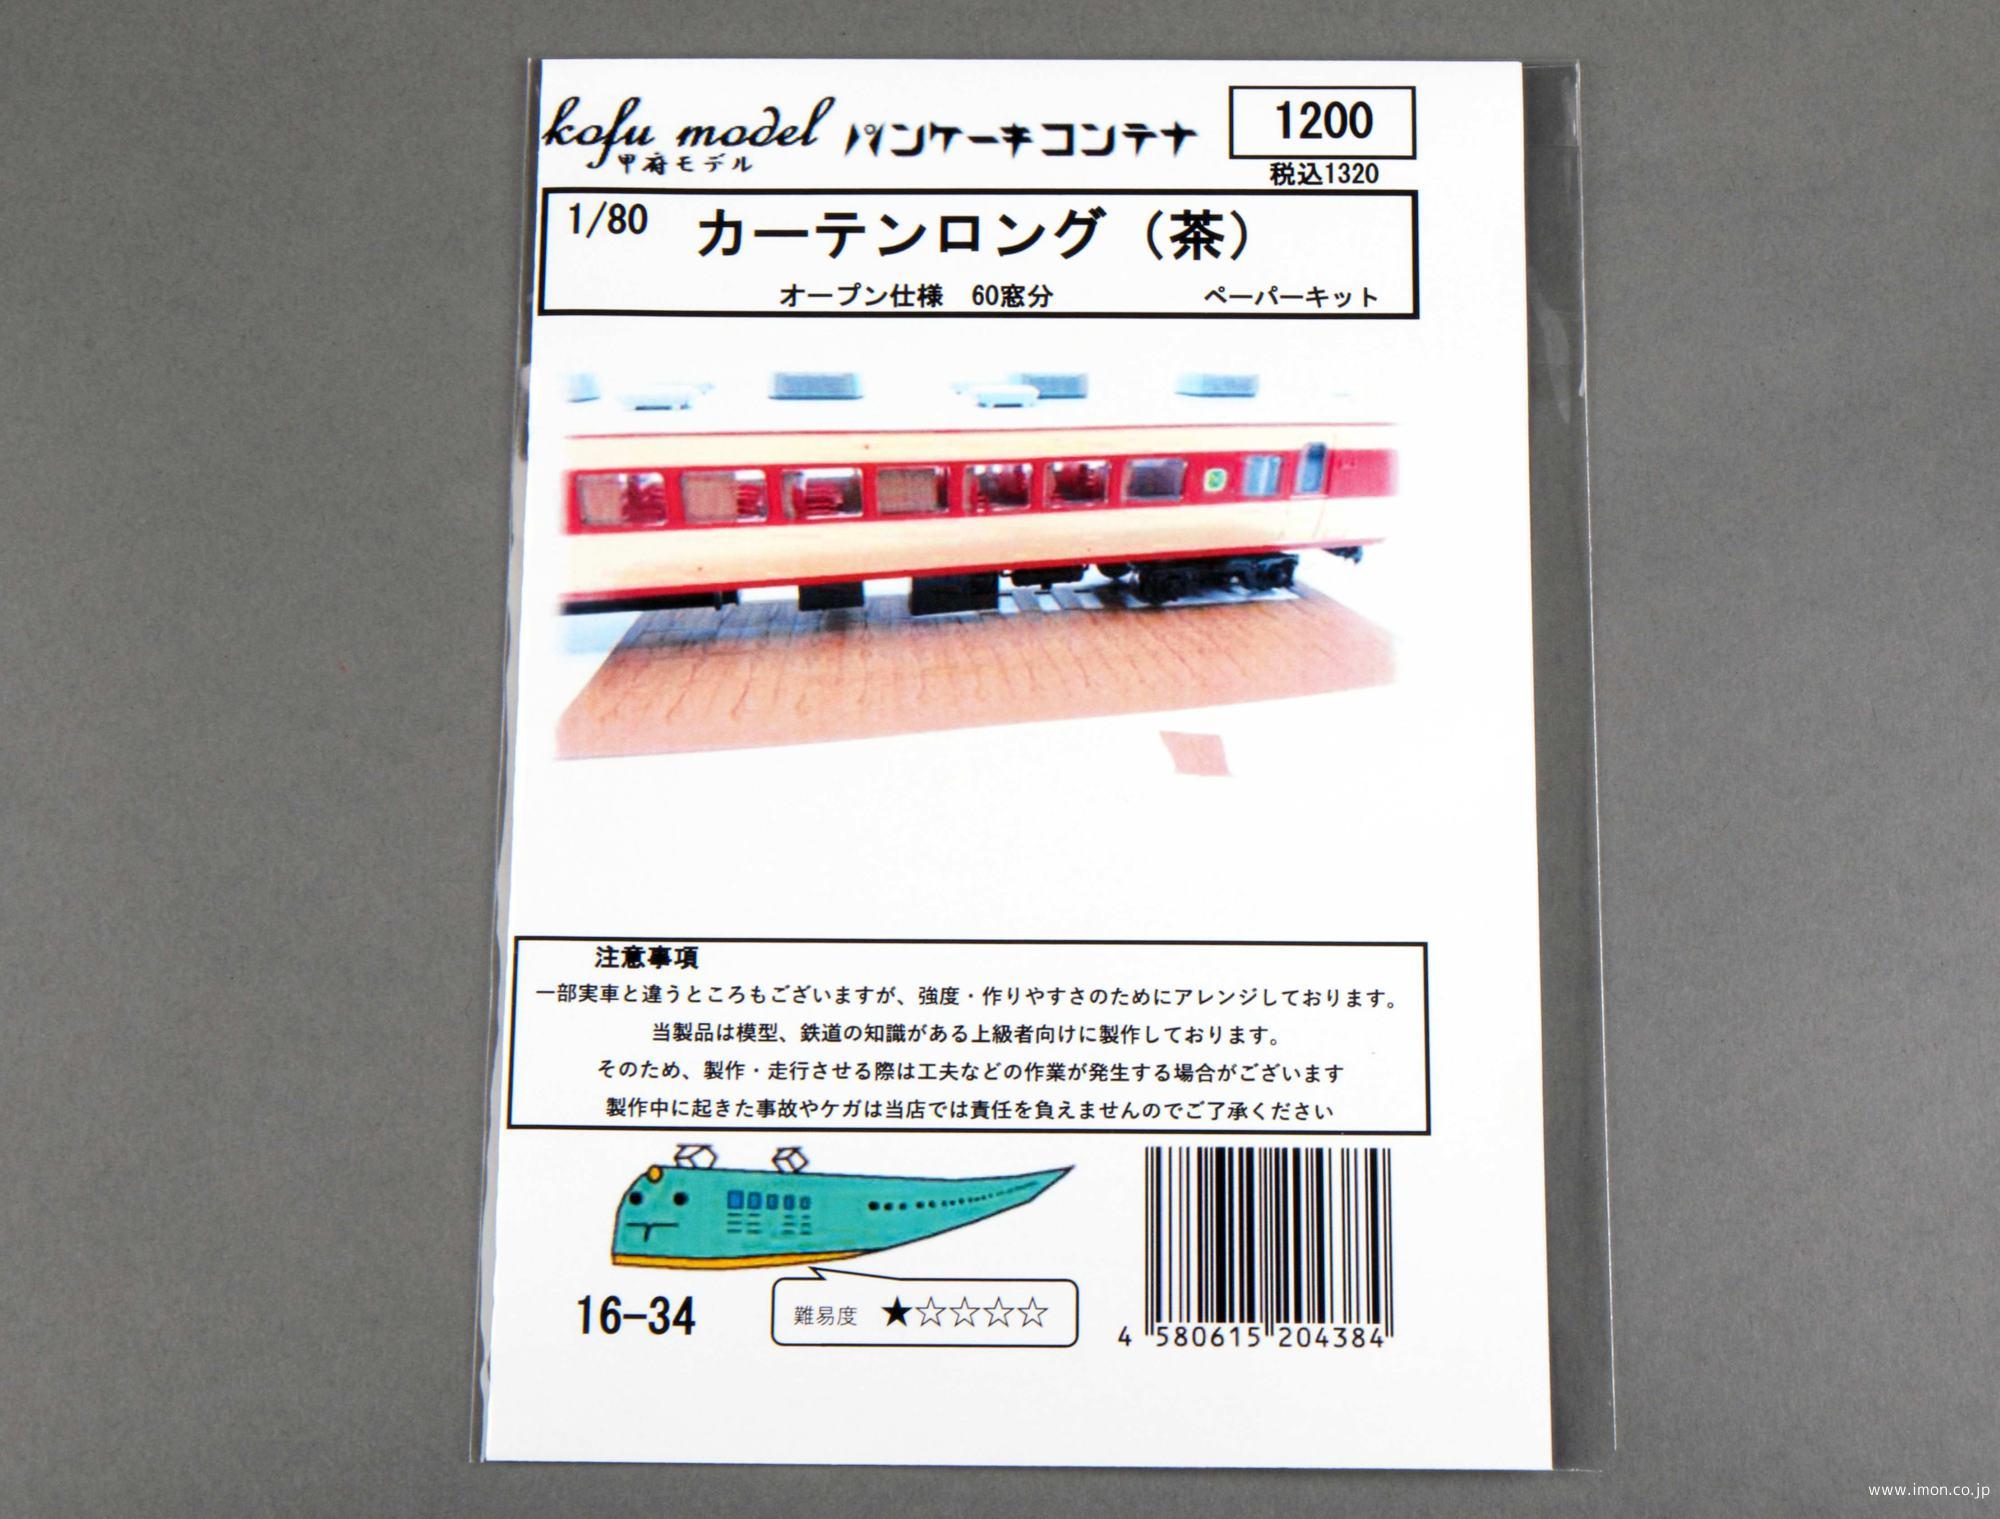 kofu model パンケーキコンテナ
甲府モデル
1200
税込1320
1/80 カーテンロング（茶）
オープン仕様 60窓分 ペーパーキット
注意事項
一部実車と違うところもございますが、強度・作りやすさのためにアレンジしております。
当製品は模型、鉄道の知識がある上級者向けに製作しております。
そのため、製作・走行させる際は工夫などの作業が発生する場合がございます
製作中に起きた事故やケガは当店では責任を負えませんのでご了承ください
16-34
難易度 ★☆☆☆☆
4 580615 204384
www.imon.co.jp